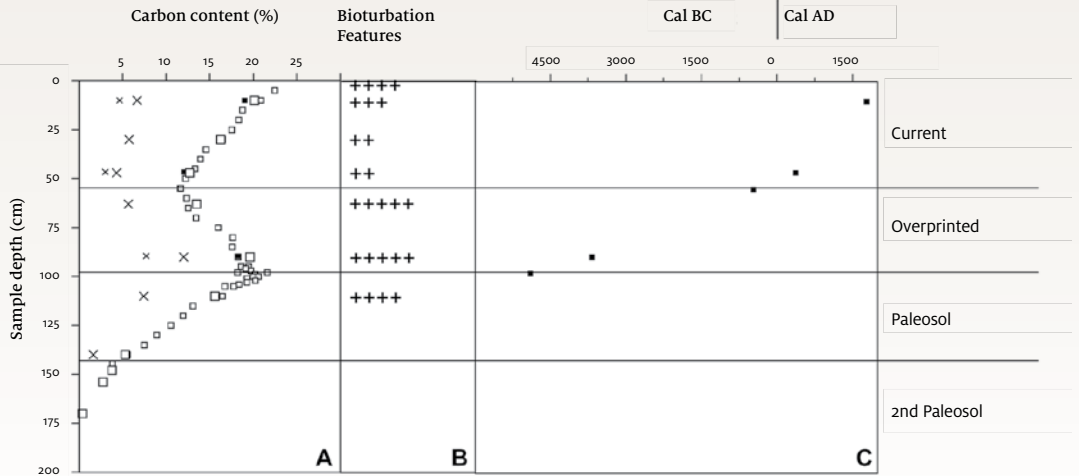 Carbon content (%)
Bioturbation
Features
Cal BC
Cal AD
5 10 15 20 25
4500 3000 1500 0 1500
0
25
50
75
100
125
150
175
200
Sample depth (cm)
++++
+++
++
++
+++++
+++++
++++
Current
Overprinted
Paleosol
2nd Paleosol
A
B
C